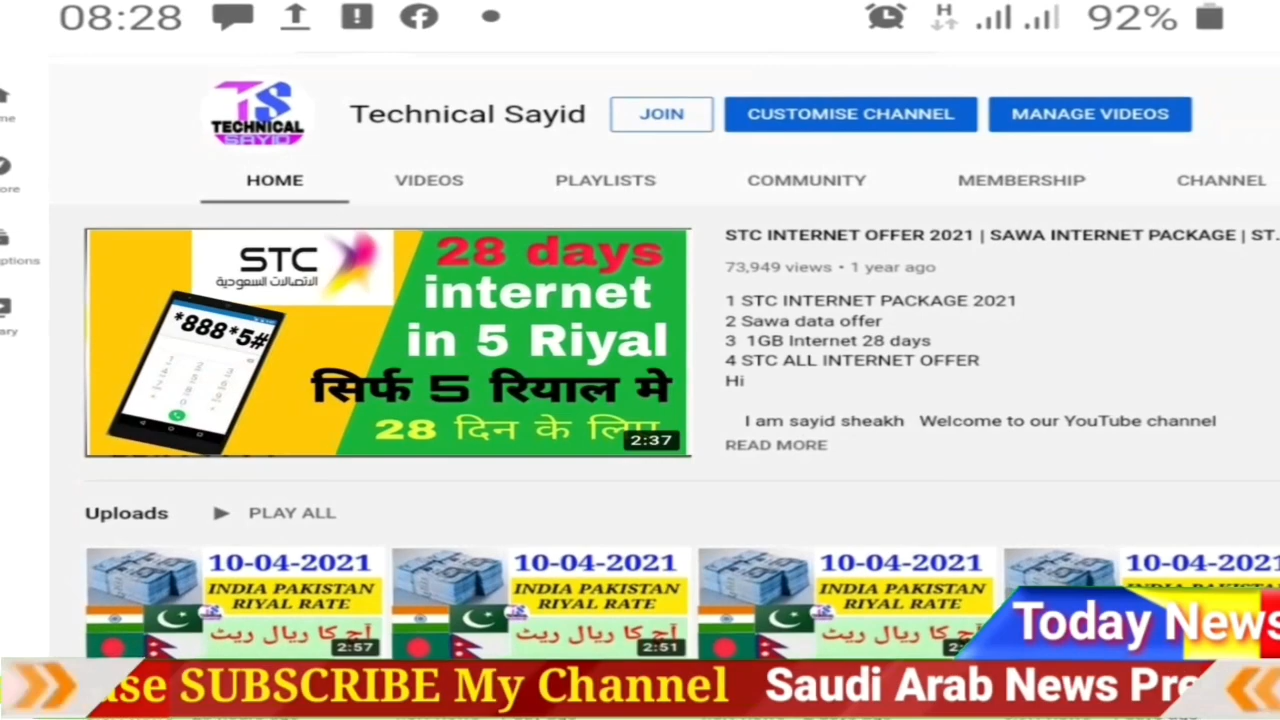 08:28
H
92%
TS
TECHNICAL
SAYID
Technical Sayid
JOIN
CUSTOMISE CHANNEL
MANAGE VIDEOS
HOME
VIDEOS
PLAYLISTS
COMMUNITY
MEMBERSHIP
CHANNEL
STC
الاتصالات السعودية
*888*5#
28 days
internet
in 5 Riyal
सिर्फ 5 रियाल मे
28 दिन के लिए
2:37
STC INTERNET OFFER 2021 | SAWA INTERNET PACKAGE | ST.
73,949 views • 1 year ago
1 STC INTERNET PACKAGE 2021
2 Sawa data offer
3 1GB Internet 28 days
4 STC ALL INTERNET OFFER
Hi
I am sayid sheakh Welcome to our YouTube channel
READ MORE
Uploads
PLAY ALL
10-04-2021
INDIA PAKISTAN
RIYAL RATE
آج کا ریال ریٹ
2:57
10-04-2021
INDIA PAKISTAN
RIYAL RATE
آج کا ریال ریٹ
2:51
10-04-2021
INDIA PAKISTAN
RIYAL RATE
آج کا ریال ریٹ
10-04-2021
Today News
SUBSCRIBE My Channel
Saudi Arab News Pre